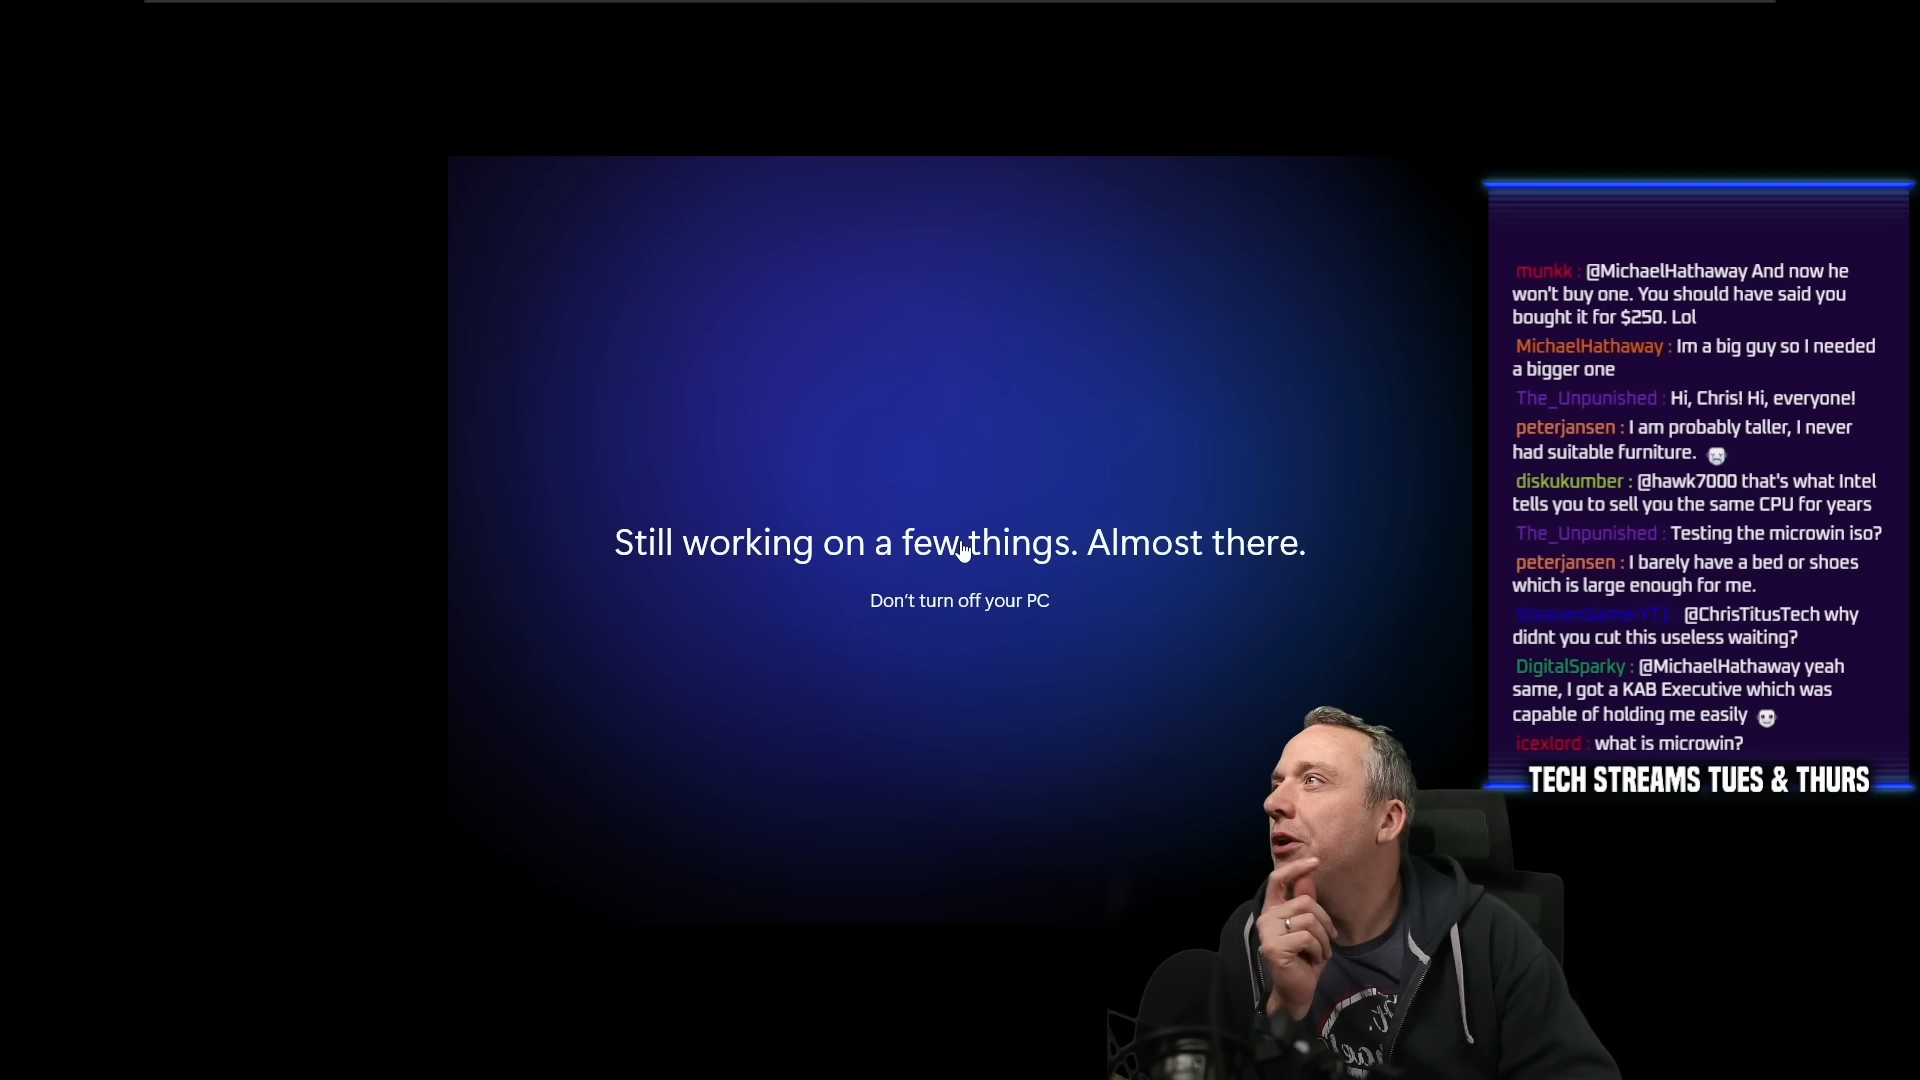 Still working on a few things. Almost there.
Don't turn off your PC
munkk : @MichaelHathaway And now he
won't buy one. You should have said you
bought it for $250. Lol
MichaelHathaway : Im a big guy so I needed
a bigger one
The_Unpunished : Hi, Chris! Hi, everyone!
peterjansen : I am probably taller, I never
had suitable furniture.
diskukumber : @hawk7000 that's what Intel
tells you to sell you the same CPU for years
The_Unpunished : Testing the microwin iso?
peterjansen : I barely have a bed or shoes
which is large enough for me.
: @ChrisTitusTech why
didnt you cut this useless waiting?
DigitalSparky : @MichaelHathaway yeah
same, I got a KAB Executive which was
capable of holding me easily
icexlord : what is microwin?
TECH STREAMS TUES & THURS